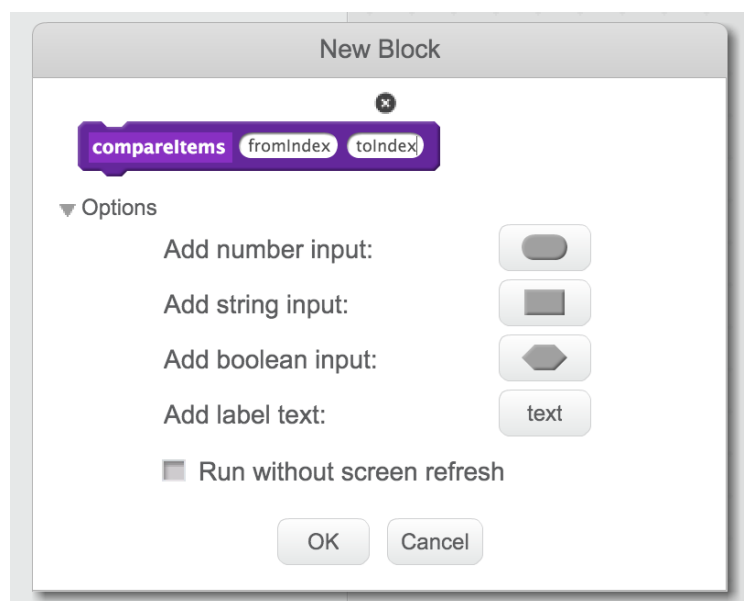 New Block
compareItems fromIndex toIndex
Options
Add number input:
Add string input:
Add boolean input:
Add label text: text
Run without screen refresh
OK Cancel